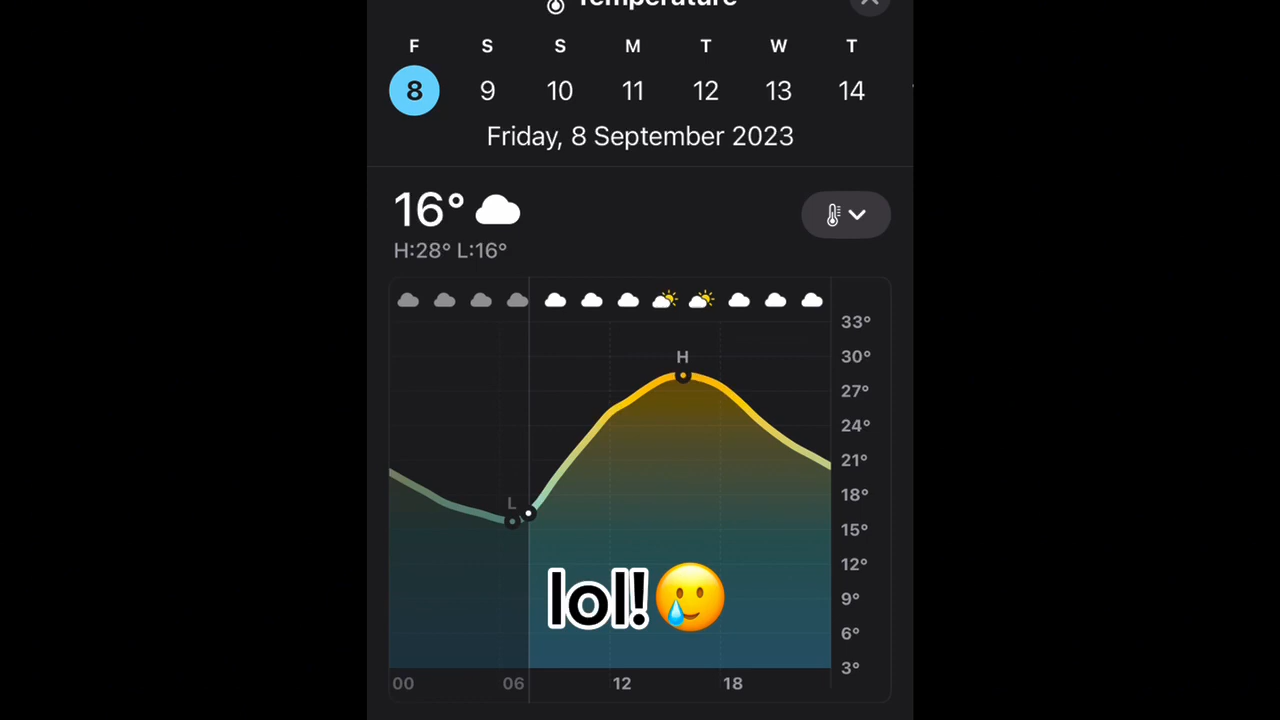 Temperature
F S S M T W T
8 9 10 11 12 13 14
Friday, 8 September 2023
16°
H:28° L:16°
33°
H
30°
27°
24°
21°
L
18°
15°
12°
lol!🥲
9°
6°
3°
00 06 12 18